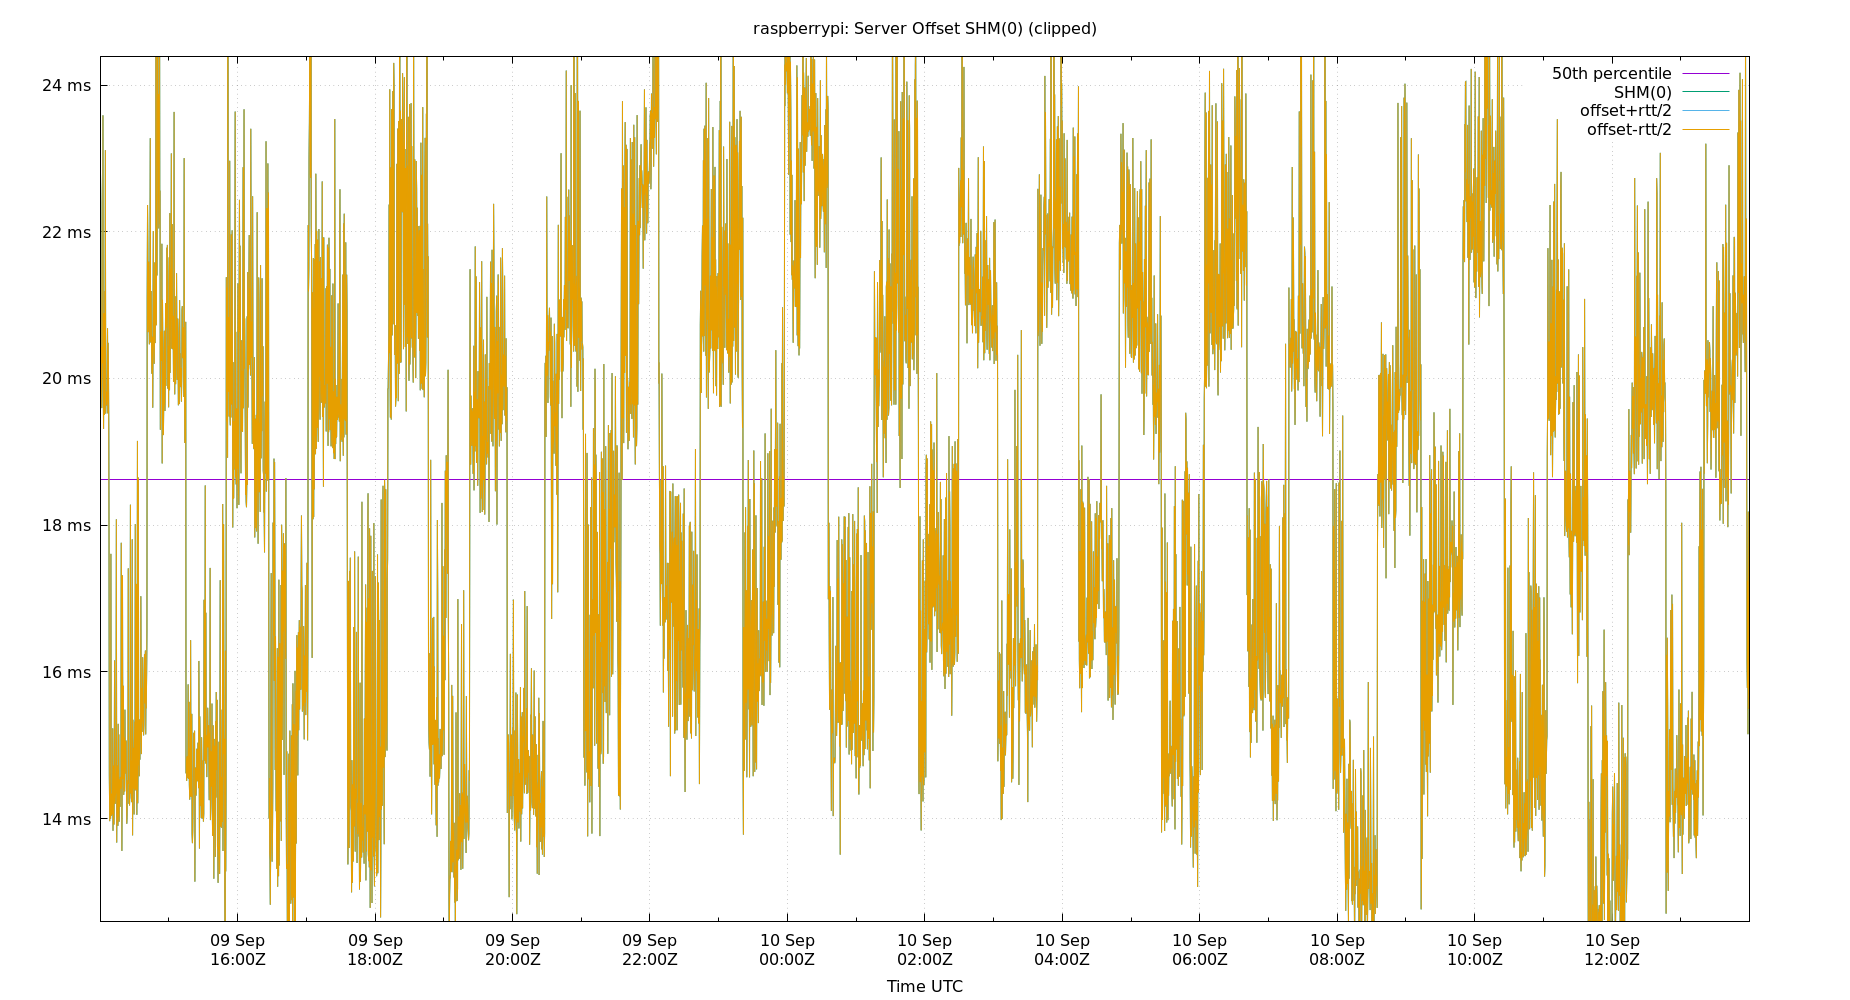 raspberrypi: Server Offset SHM(0) (clipped)
24 ms
22 ms
20 ms
18 ms
16 ms
14 ms
50th percentile
SHM(0)
offset+rtt/2
offset-rtt/2
09 Sep
16:00Z
09 Sep
18:00Z
09 Sep
20:00Z
09 Sep
22:00Z
10 Sep
00:00Z
10 Sep
02:00Z
10 Sep
04:00Z
10 Sep
06:00Z
10 Sep
08:00Z
10 Sep
10:00Z
10 Sep
12:00Z
Time UTC